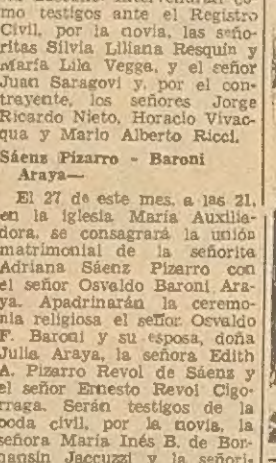 mo testigos ante el Registro
Civil, por la novia, las seño-
ritas Silvia Liliana Resquín y
María Lila Vegga, y el señor
Juan Saragovi y, por el con-
trayente, los señores Jorge
Ricardo Nieto, Horacio Vivac-
qua y Mario Alberto Ricci.
Sáenz Pizarro - Baroni
Araya—
El 27 de este mes, a las 21,
en la iglesia María Auxilia-
dora, se consagrará la unión
matrimonial de la señorita
Adriana Sáenz Pizarro con
el señor Osvaldo Baroni Ara-
ya. Apadrinarán la ceremo-
nia religiosa el señor Osvaldo
F. Baroni y su esposa, doña
Julia Araya, la señora Edith
A. Pizarro Revol de Sáenz y
el señor Ernesto Revol Cigo-
rraga. Serán testigos de la
boda civil, por la novia, la
señora María Inés B. de Bor-
Jaccuzzi y la señori-